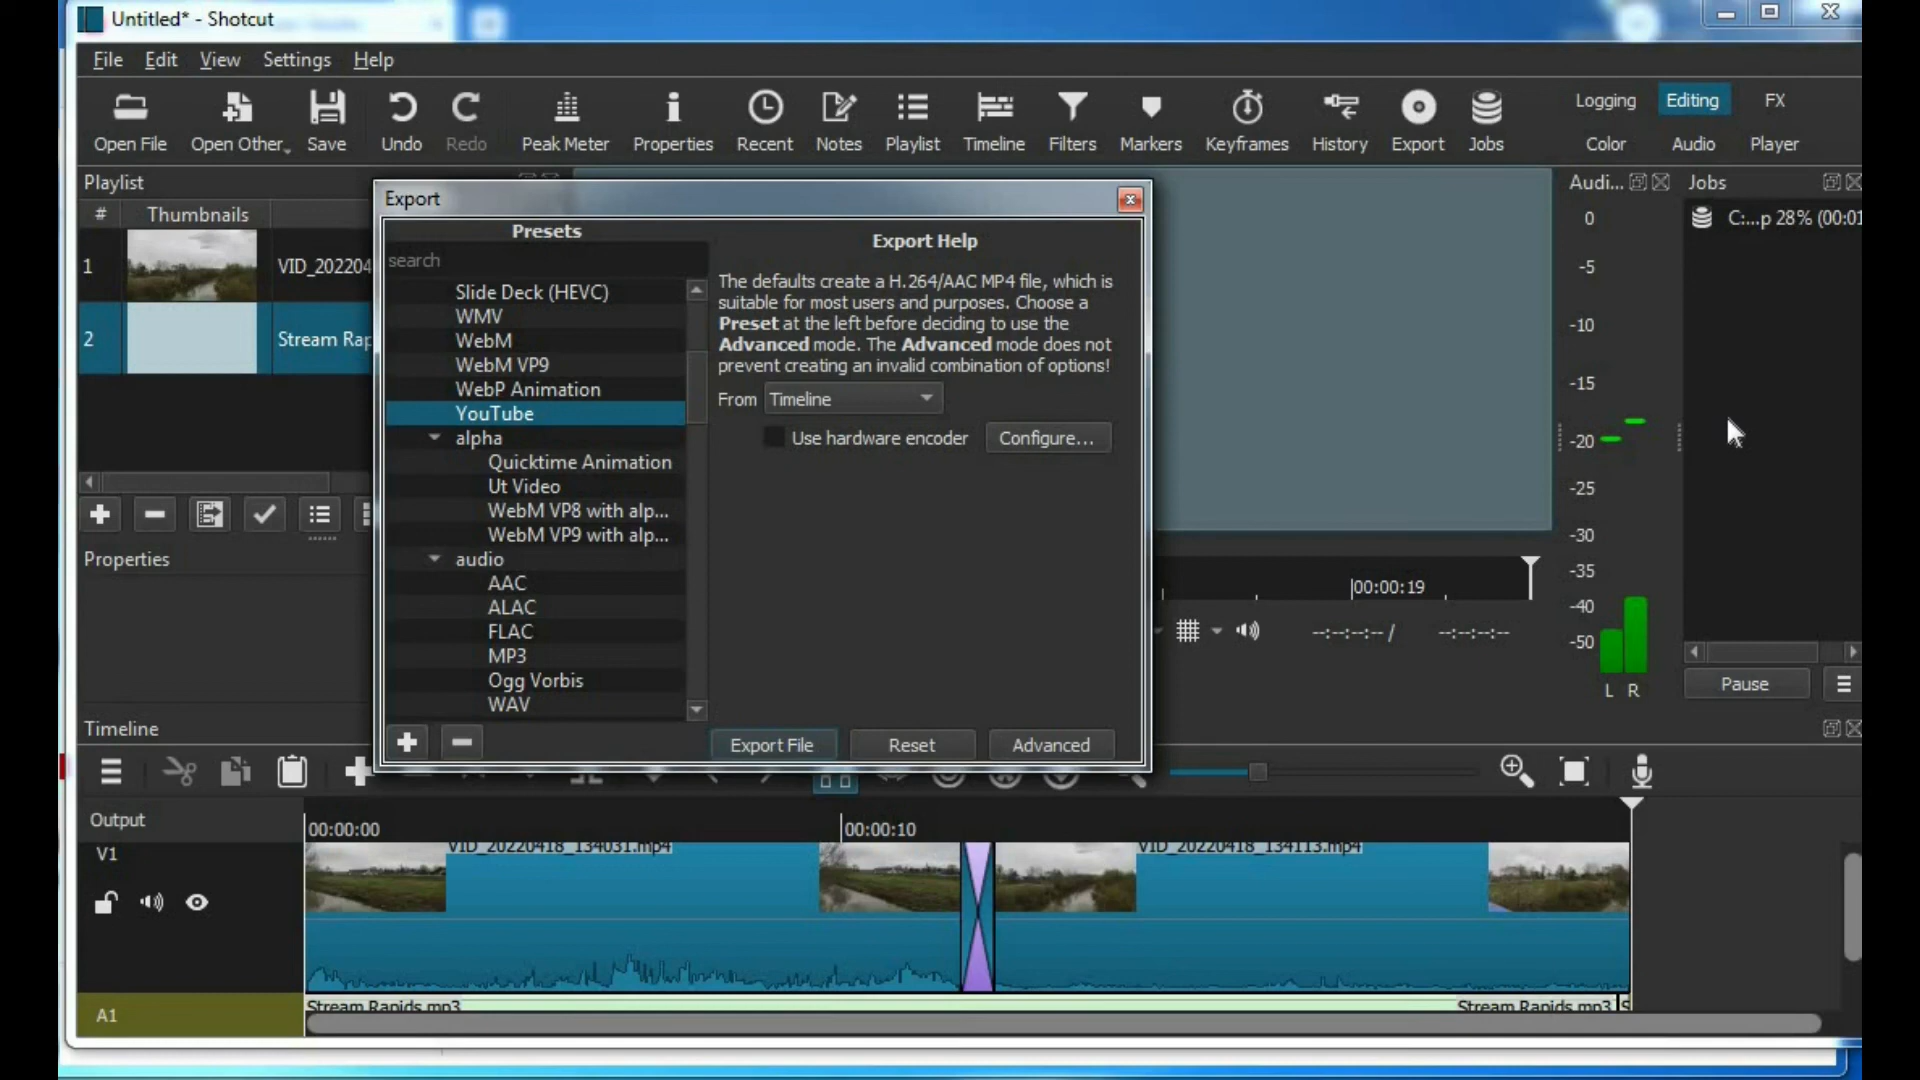 Untitled* - Shotcut
File Edit View Settings Help
Open File Open Other Save Undo Redo Peak Meter Properties Recent Notes Playlist Timeline Filters Markers Keyframes History Export Jobs
Logging Editing FX
Color Audio Player
Playlist
# Thumbnails
1 VID_202204
2 Stream Rap
Properties
Export
Presets
search
Slide Deck (HEVC)
WMV
WebM
WebM VP9
WebP Animation
YouTube
alpha
Quicktime Animation
Ut Video
WebM VP8 with alp...
WebM VP9 with alp...
audio
AAC
ALAC
FLAC
MP3
Ogg Vorbis
WAV
Export Help
The defaults create a H.264/AAC MP4 file, which is
suitable for most users and purposes. Choose a
Preset at the left before deciding to use the
Advanced mode. The Advanced mode does not
prevent creating an invalid combination of options!
From Timeline
Use hardware encoder Configure...
Export File Reset Advanced
00:00:19
--:--:--:-- / --:--:--:--
Audi...
0
-5
-10
-15
-20
-25
-30
-35
-40
-50
L R
Jobs
C:...p 28% (00:01
Pause
Timeline
Output
00:00:00 00:00:10
V1
VID_20220418_134031.mp4 VID_20220418_134113.mp4
A1
Stream Rapids.mp3 Stream Rapids.mp3 S